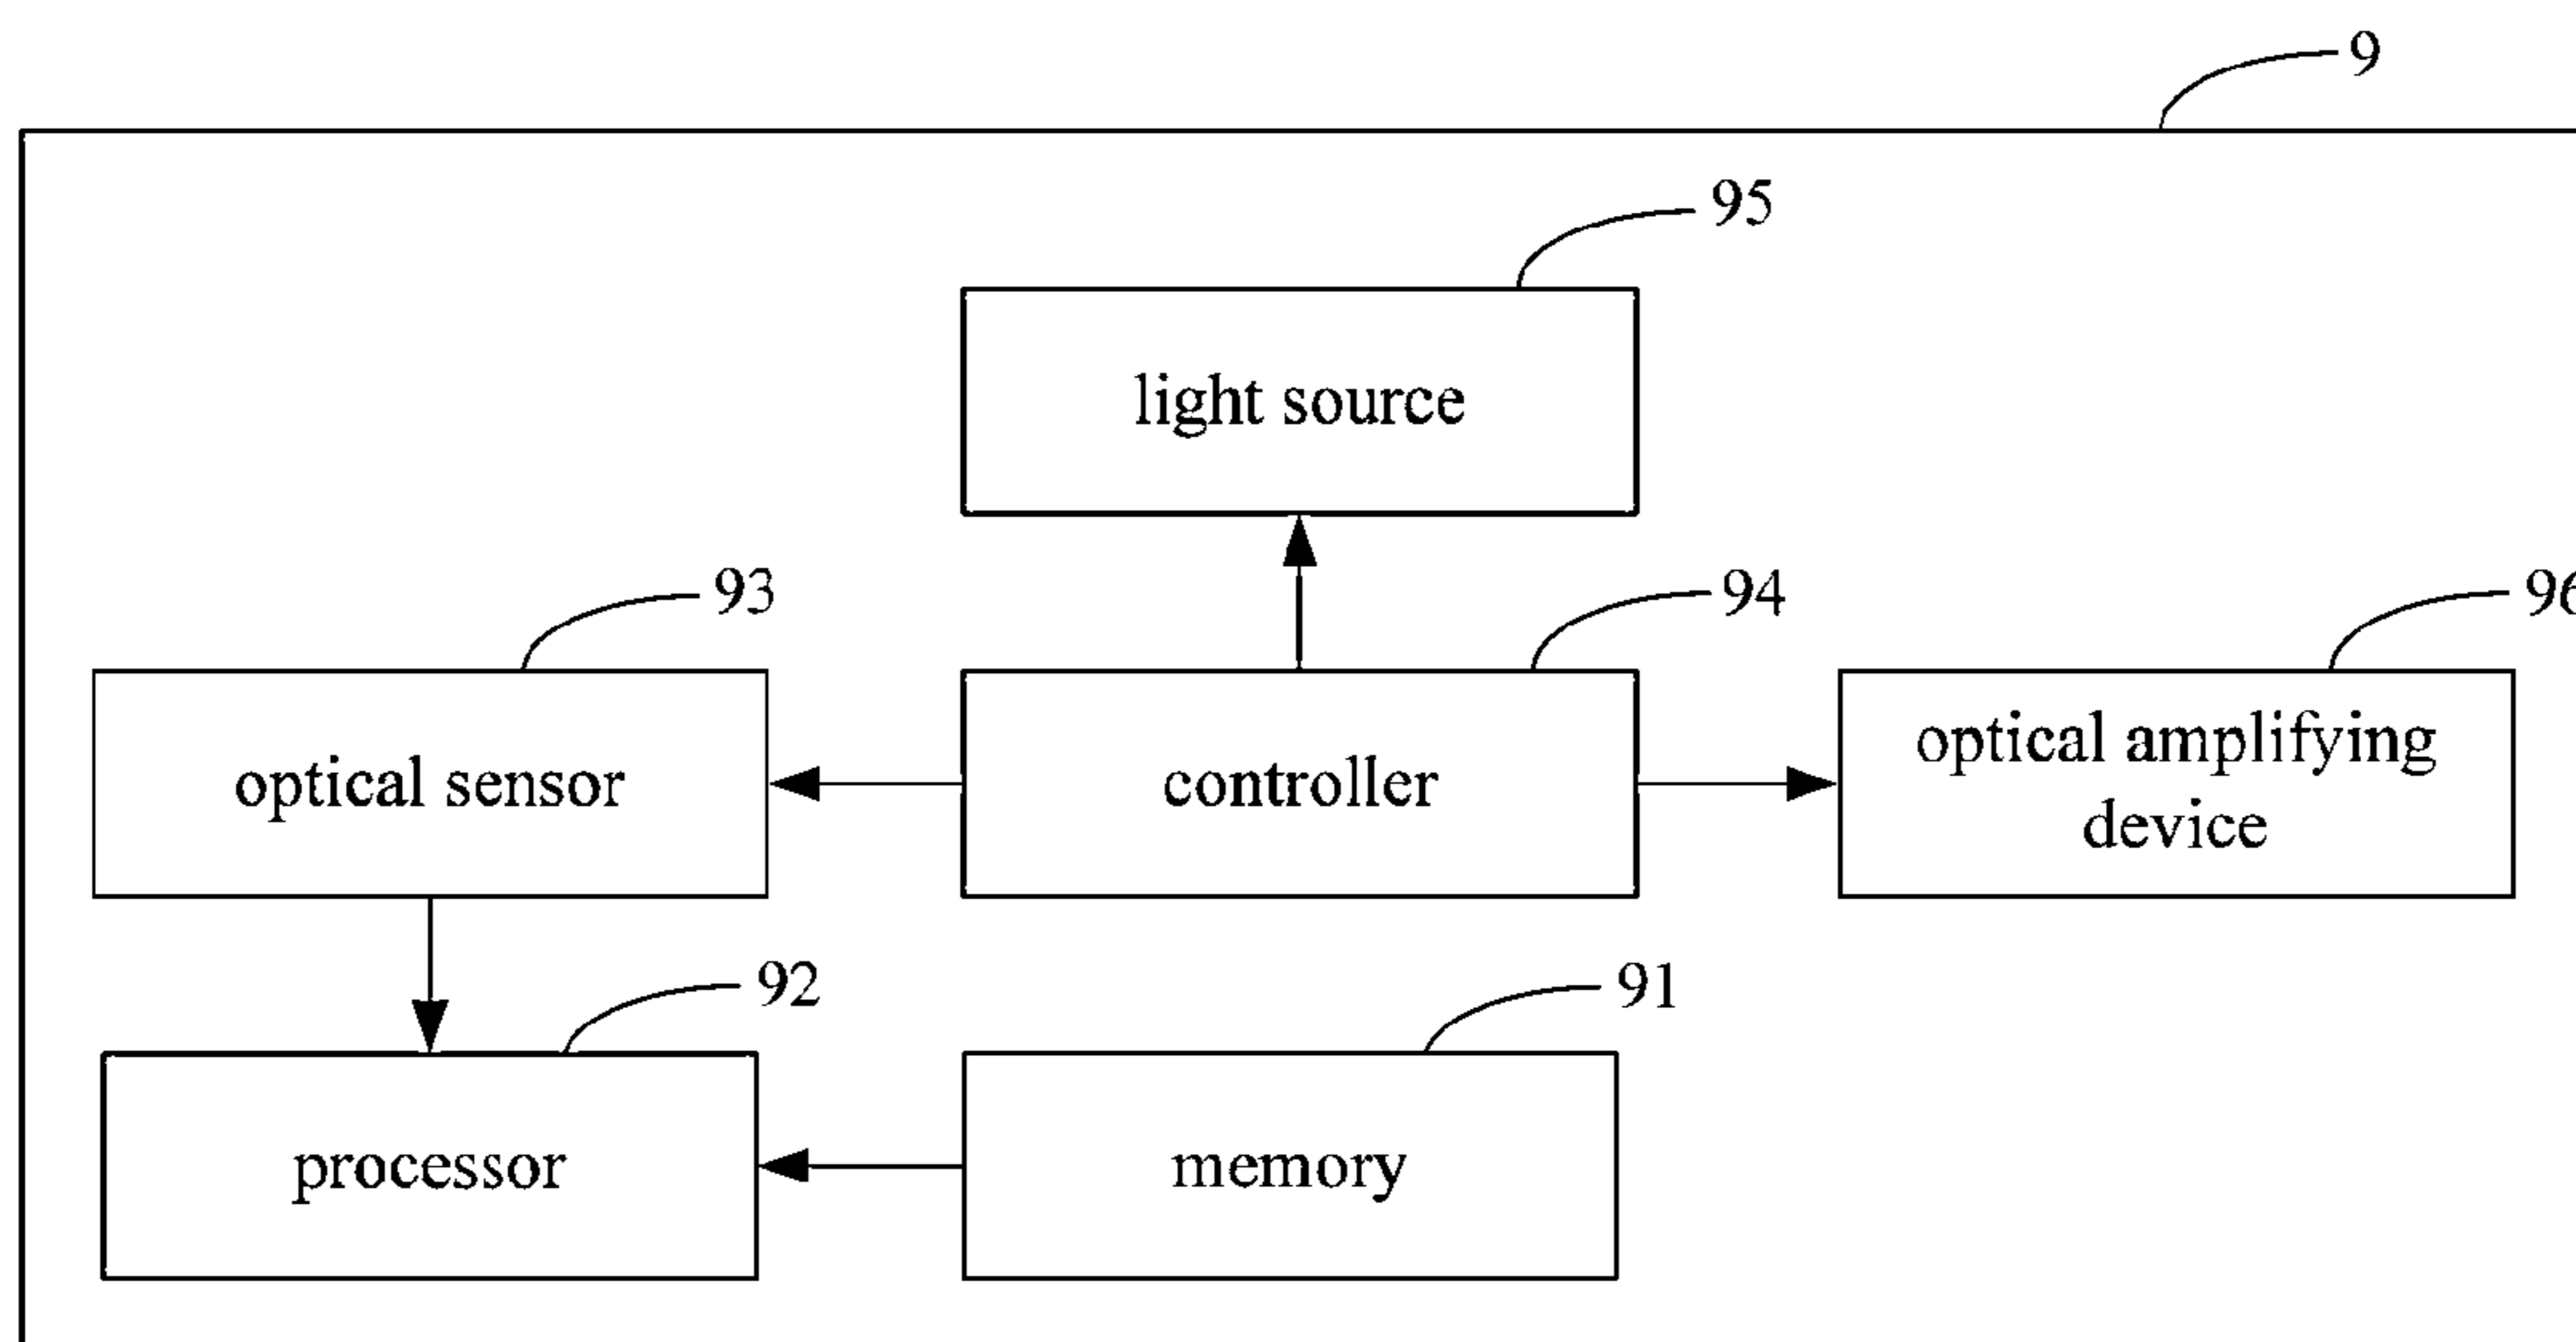 9
95
light source
93
94
96
optical sensor
controller
optical amplifying
device
92
91
processor
memory